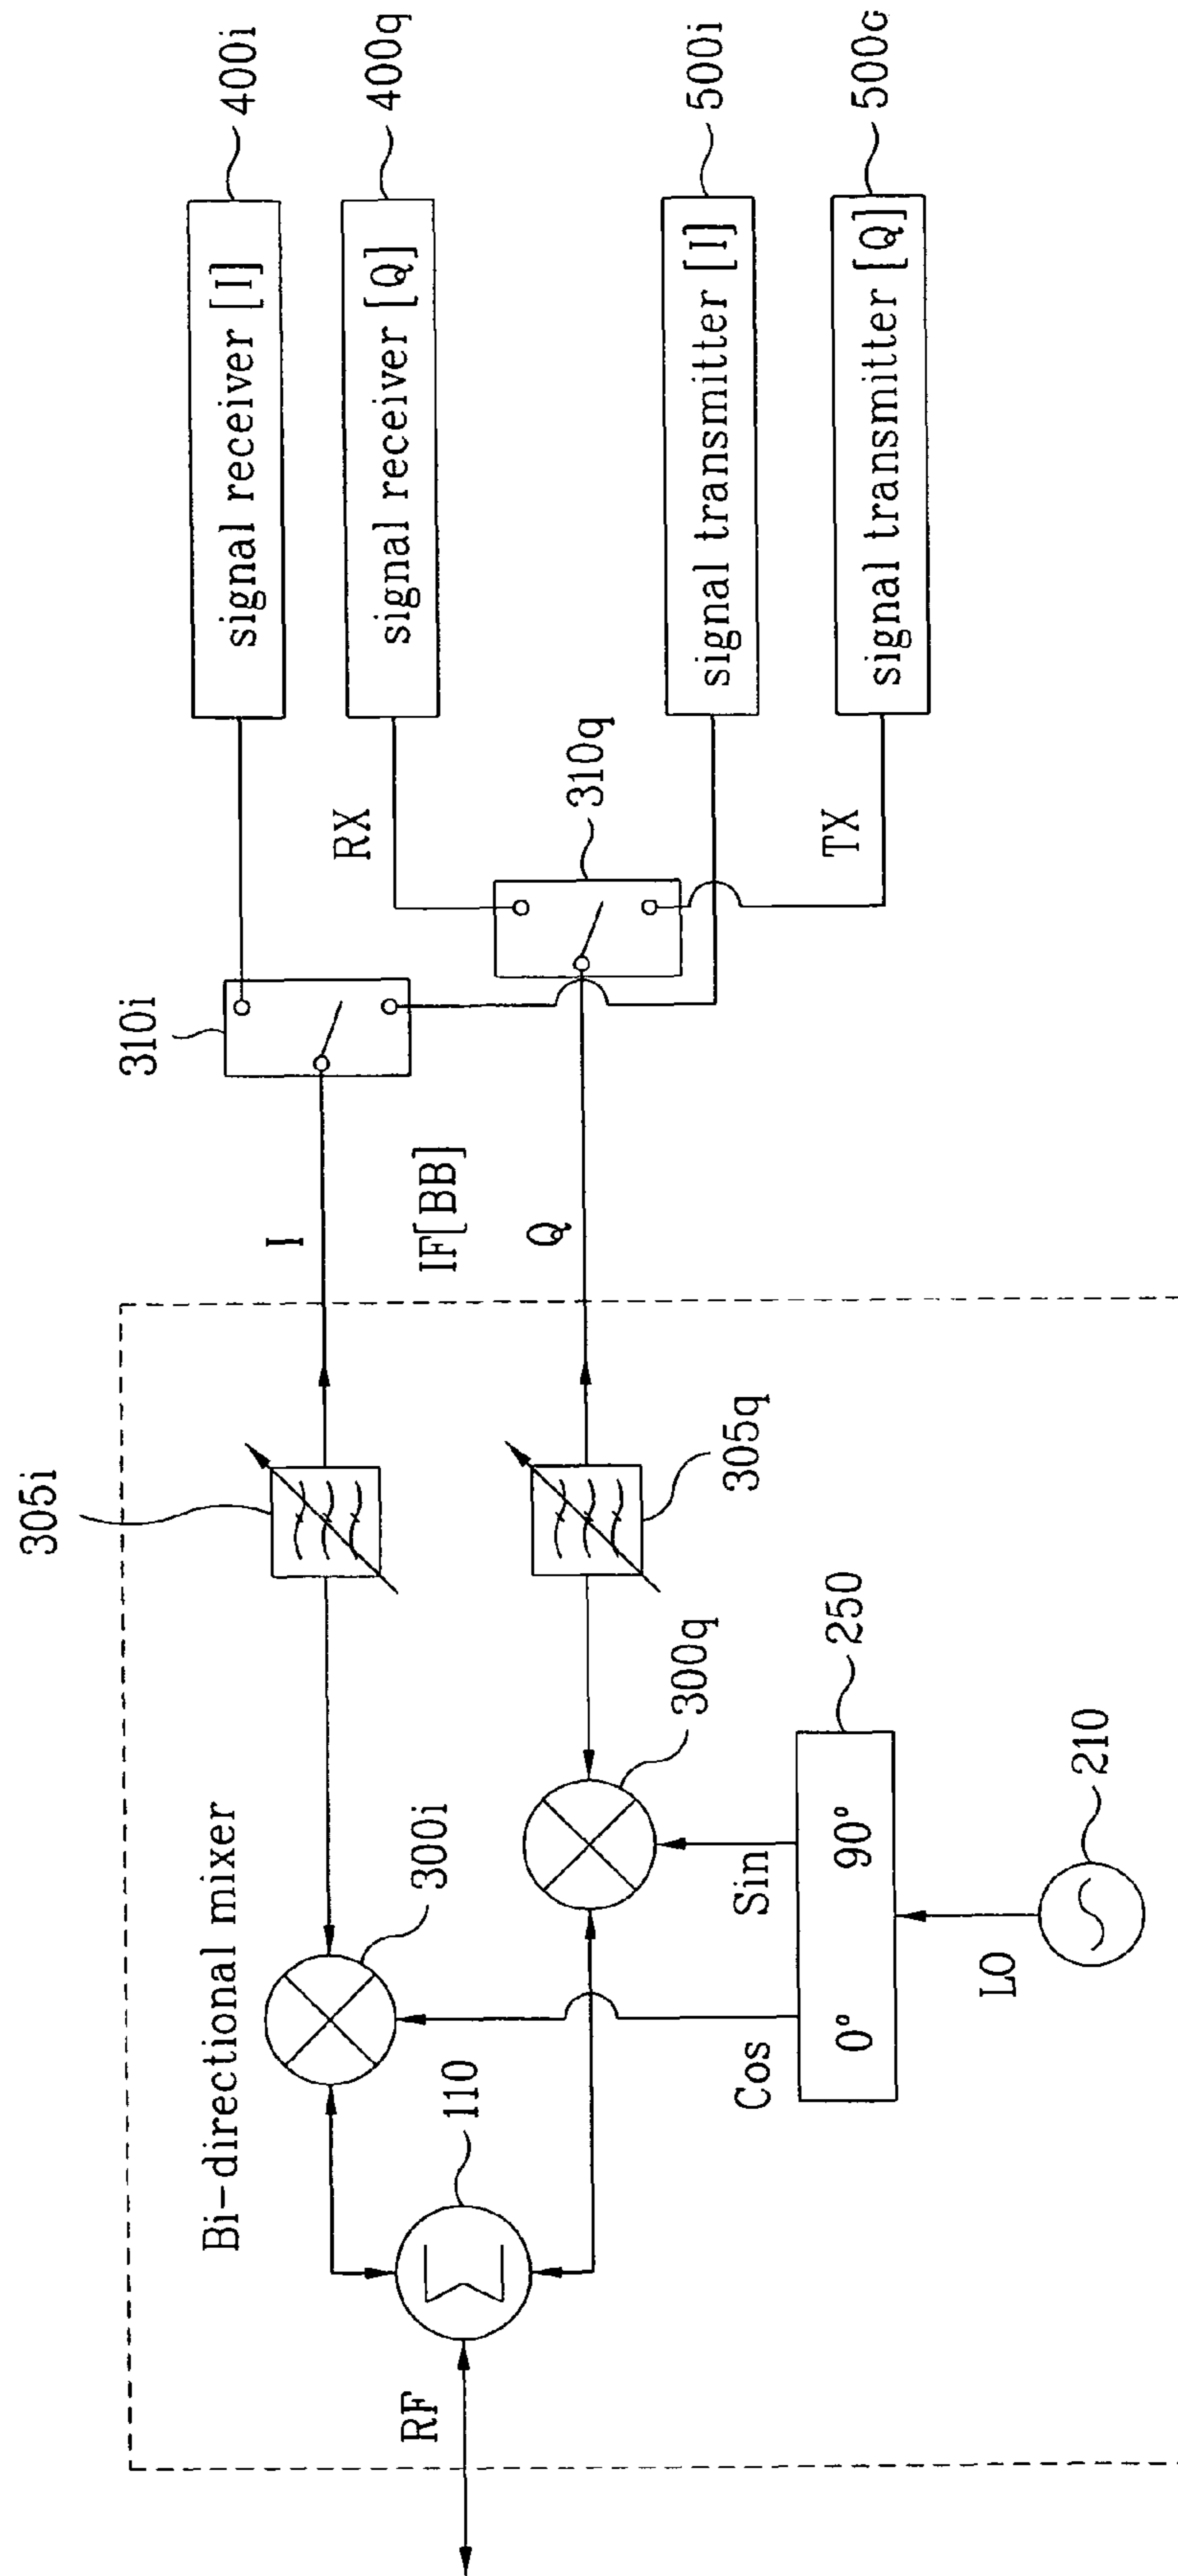 400i
signal receiver [I]
400q
signal receiver [Q]
RX
500i
signal transmitter [I]
signal transmitter [Q]
TX
310i
310q
I
IF[BB]
Q
305i
305q
Bi-directional mixer
300i
300q
110
RF
Cos
Sin
0° 90°
250
LO
210